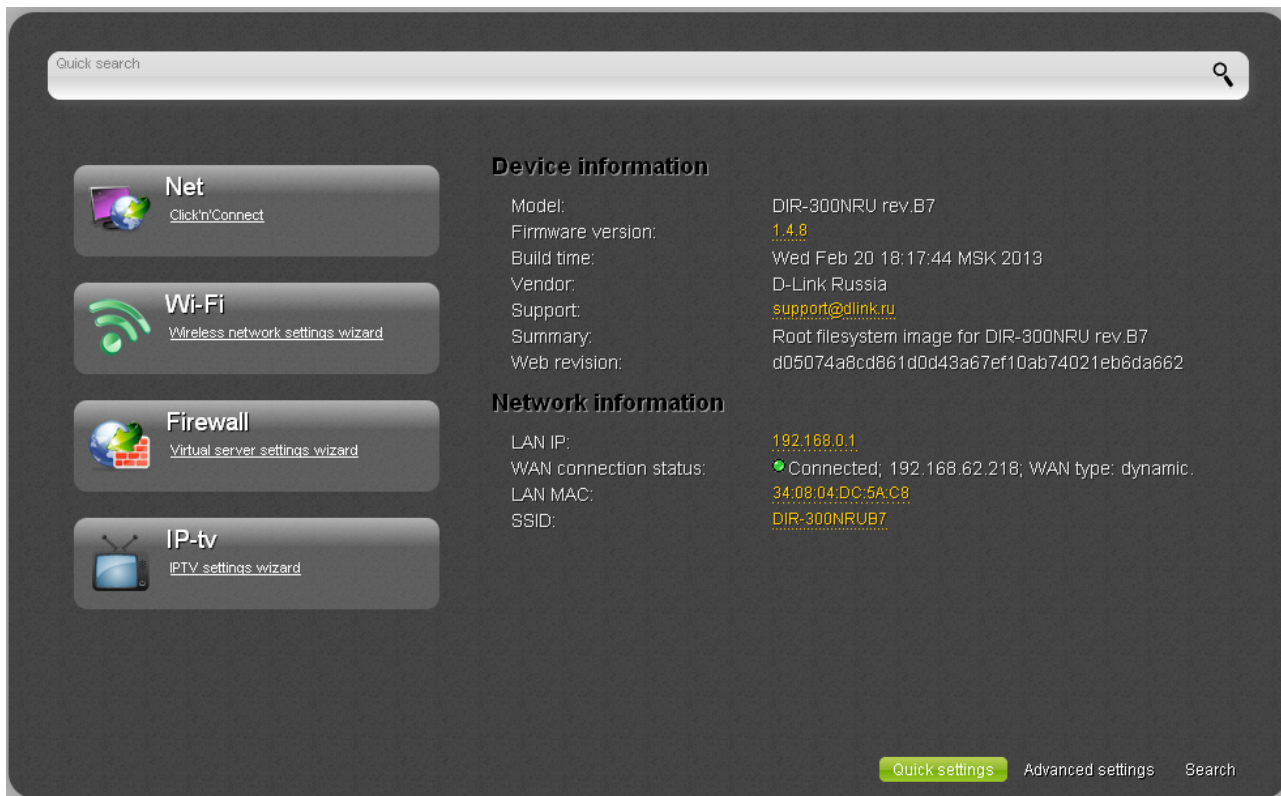 Quick search
Net
Click'n'Connect
Wi-Fi
Wireless network settings wizard
Firewall
Virtual server settings wizard
IP-tv
IPTV settings wizard
Device information
Model: DIR-300NRU rev.B7
Firmware version: 1.4.8
Build time: Wed Feb 20 18:17:44 MSK 2013
Vendor: D-Link Russia
Support: support@dlink.ru
Summary: Root filesystem image for DIR-300NRU rev.B7
Web revision: d05074a8cd861d0d43a67ef10ab74021eb6da662
Network information
LAN IP: 192.168.0.1
WAN connection status: Connected; 192.168.62.218; WAN type: dynamic.
LAN MAC: 34:08:04:DC:5A:C8
SSID: DIR-300NRUB7
Quick settings Advanced settings Search